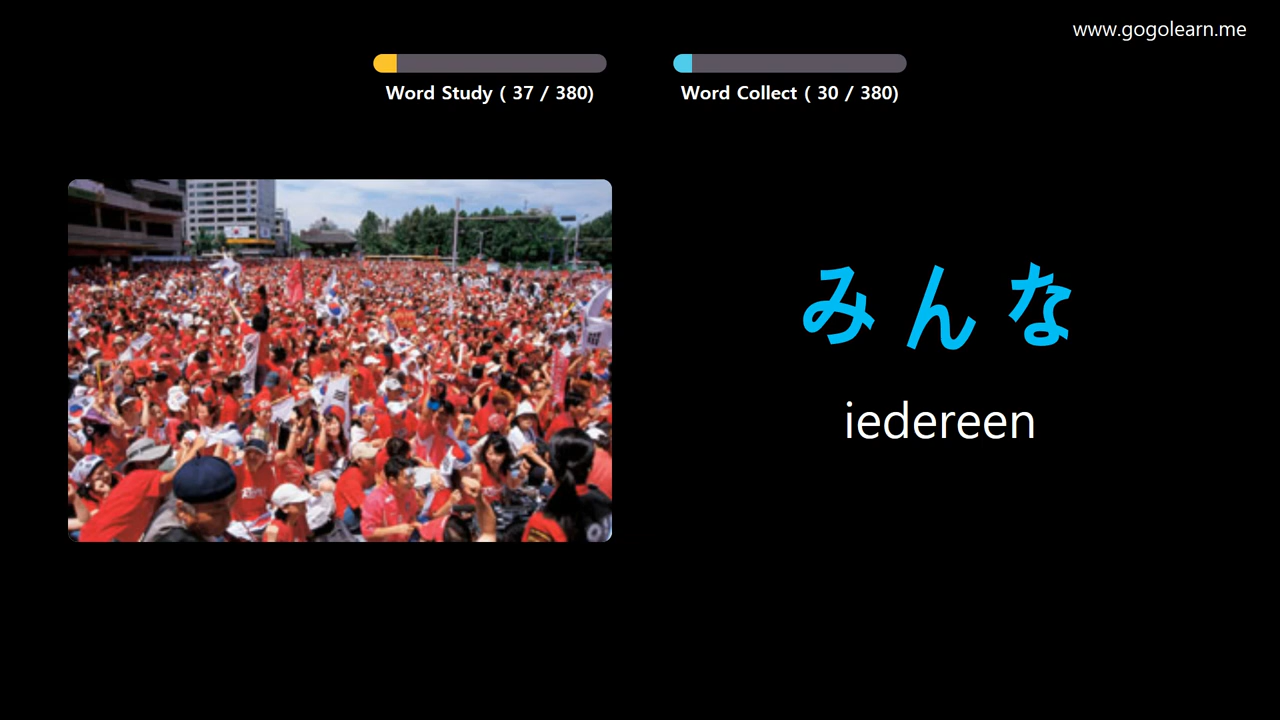 www.gogolearn.me
Word Study ( 37 / 380)
Word Collect ( 30 / 380)
みんな
iedereen